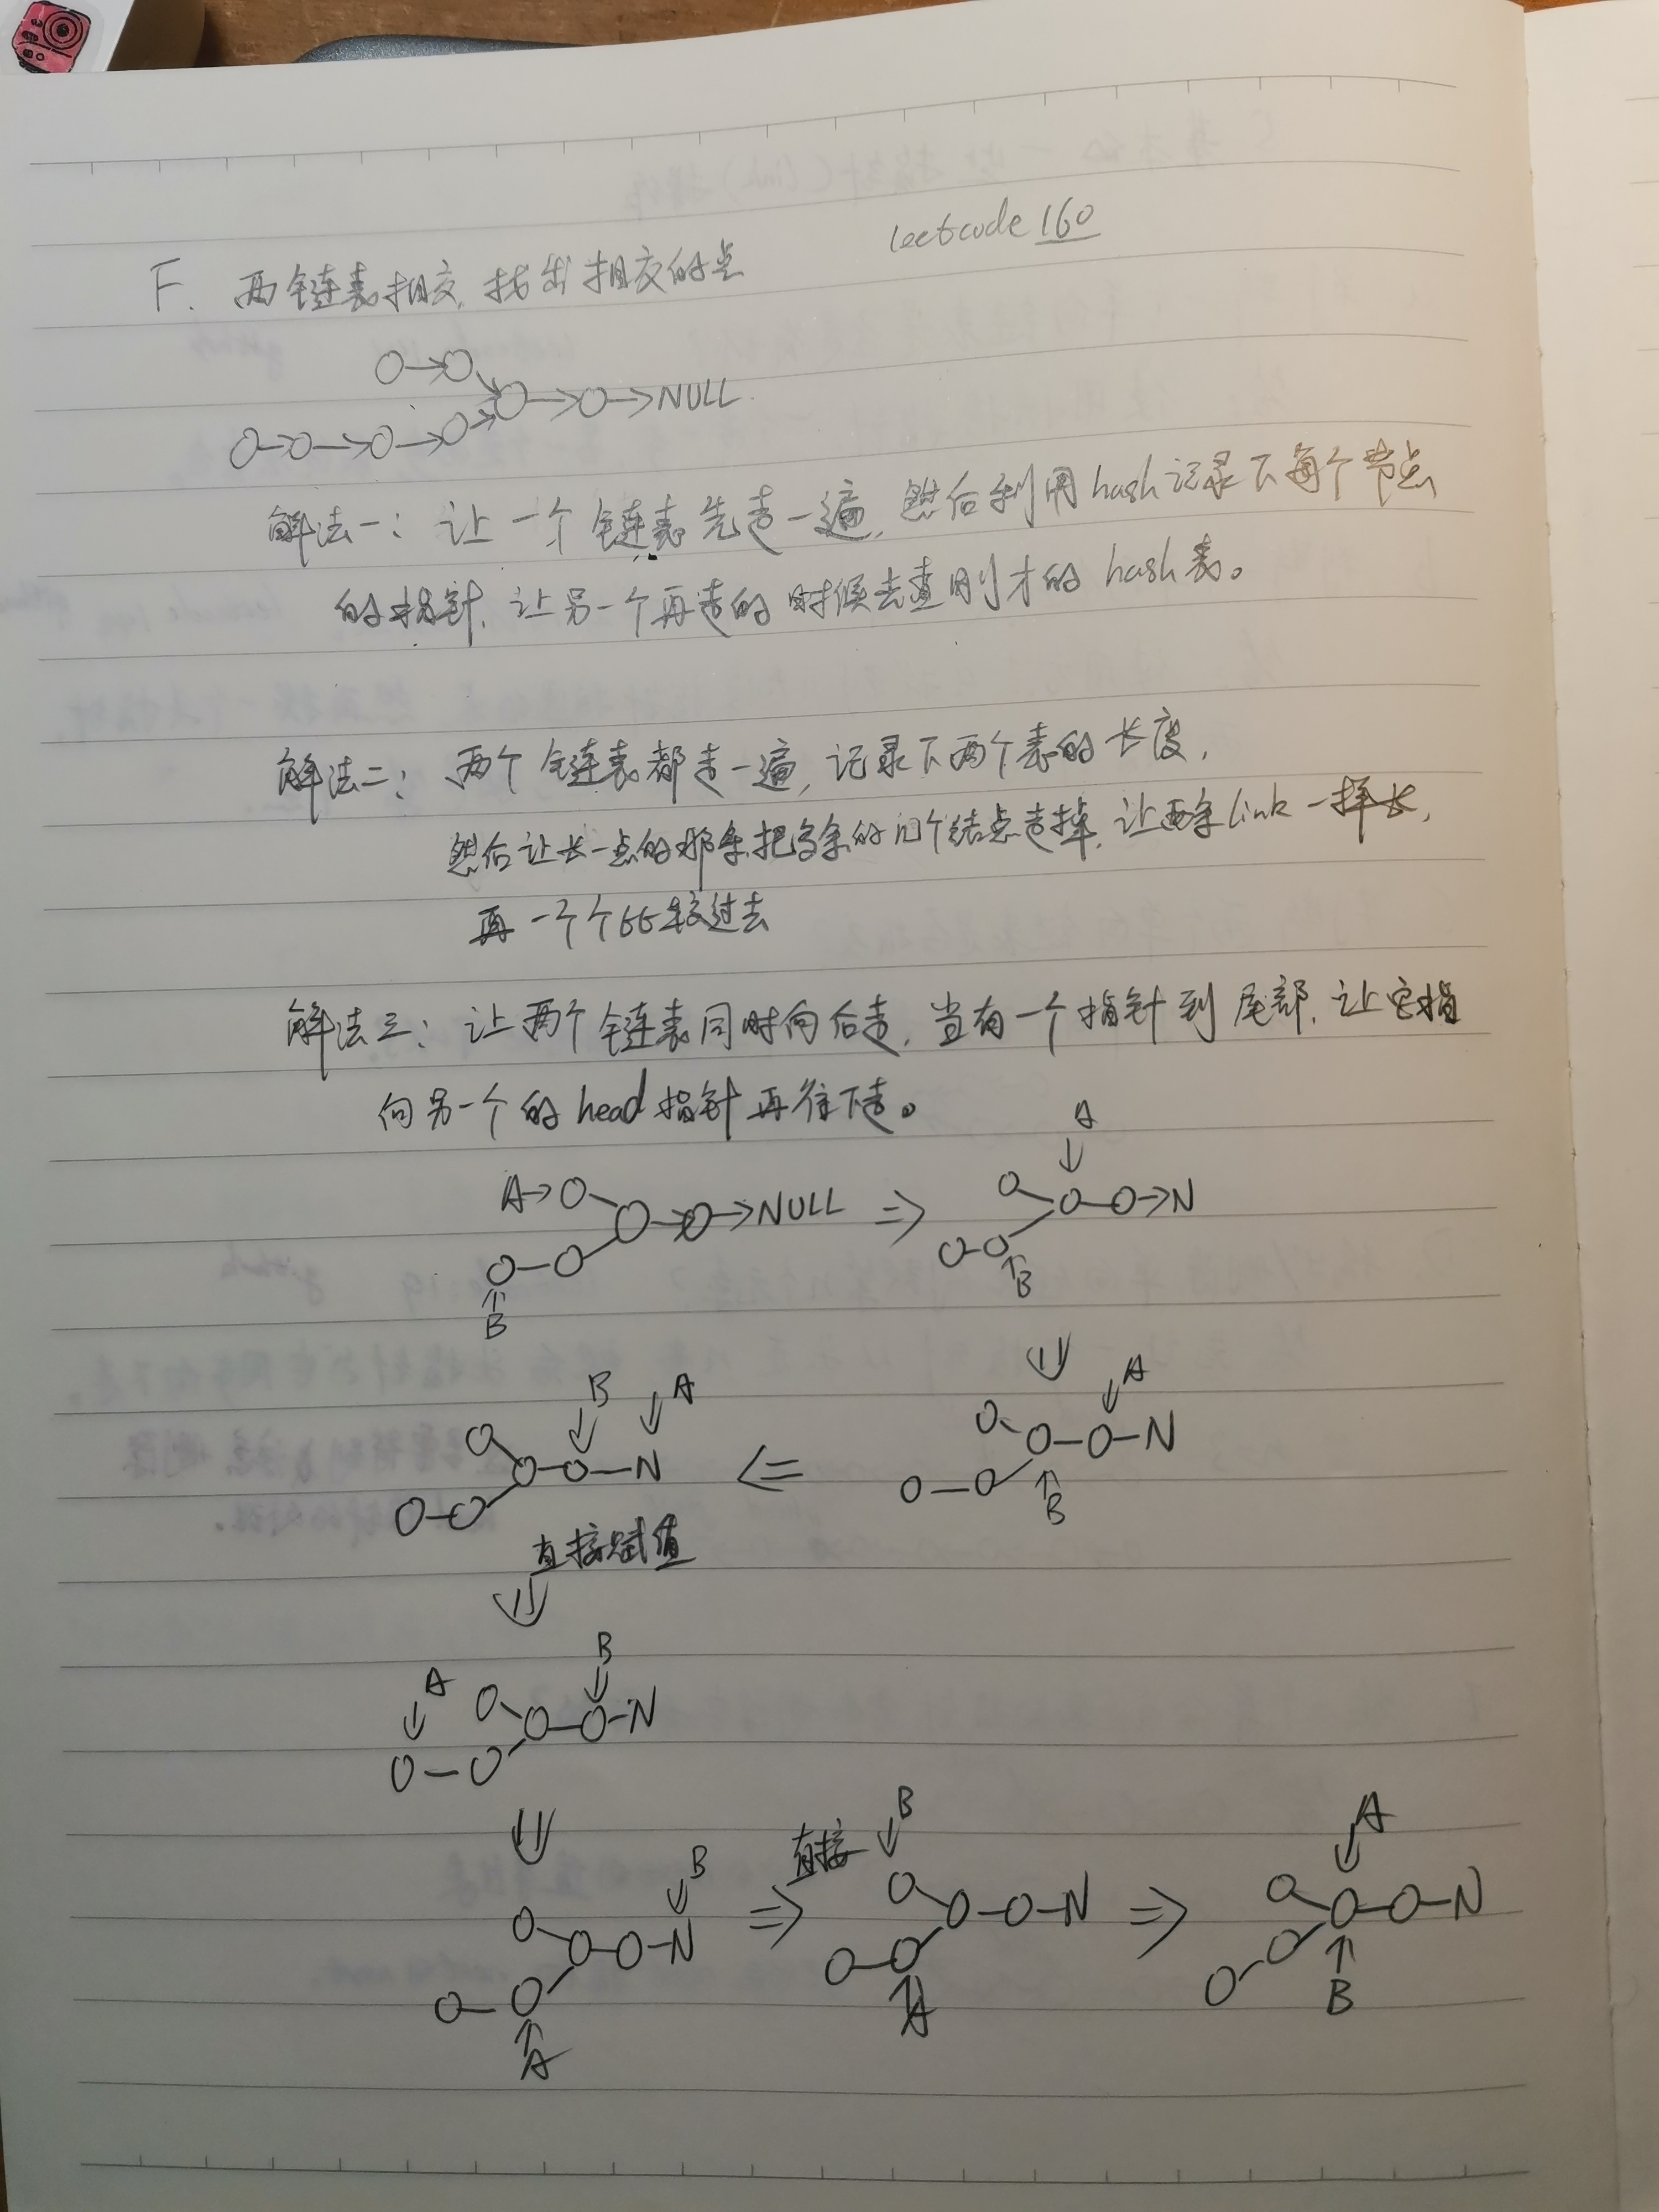 leetcode 160
F. 两链表相交，找出相交的点
NULL
解法一：让一个链表先走一遍，然后利用hash记录下每个节点
的指针，让另一个再走的时候去查刚才的hash表。
解法二：两个链表都走一遍，记录下两个表的长度，
然后让长一点的那条把多余的几个结点走掉，让两条link一样长，
再一个个比较过去
解法三：让两个链表同时向后走，当有一个指针到尾部，让它指
向另一个的head指针再往下走。
A
A NULL N
B B
B A A
N N
B
直接赋值
B
A
N
B 直接 B A
N N N
A A B